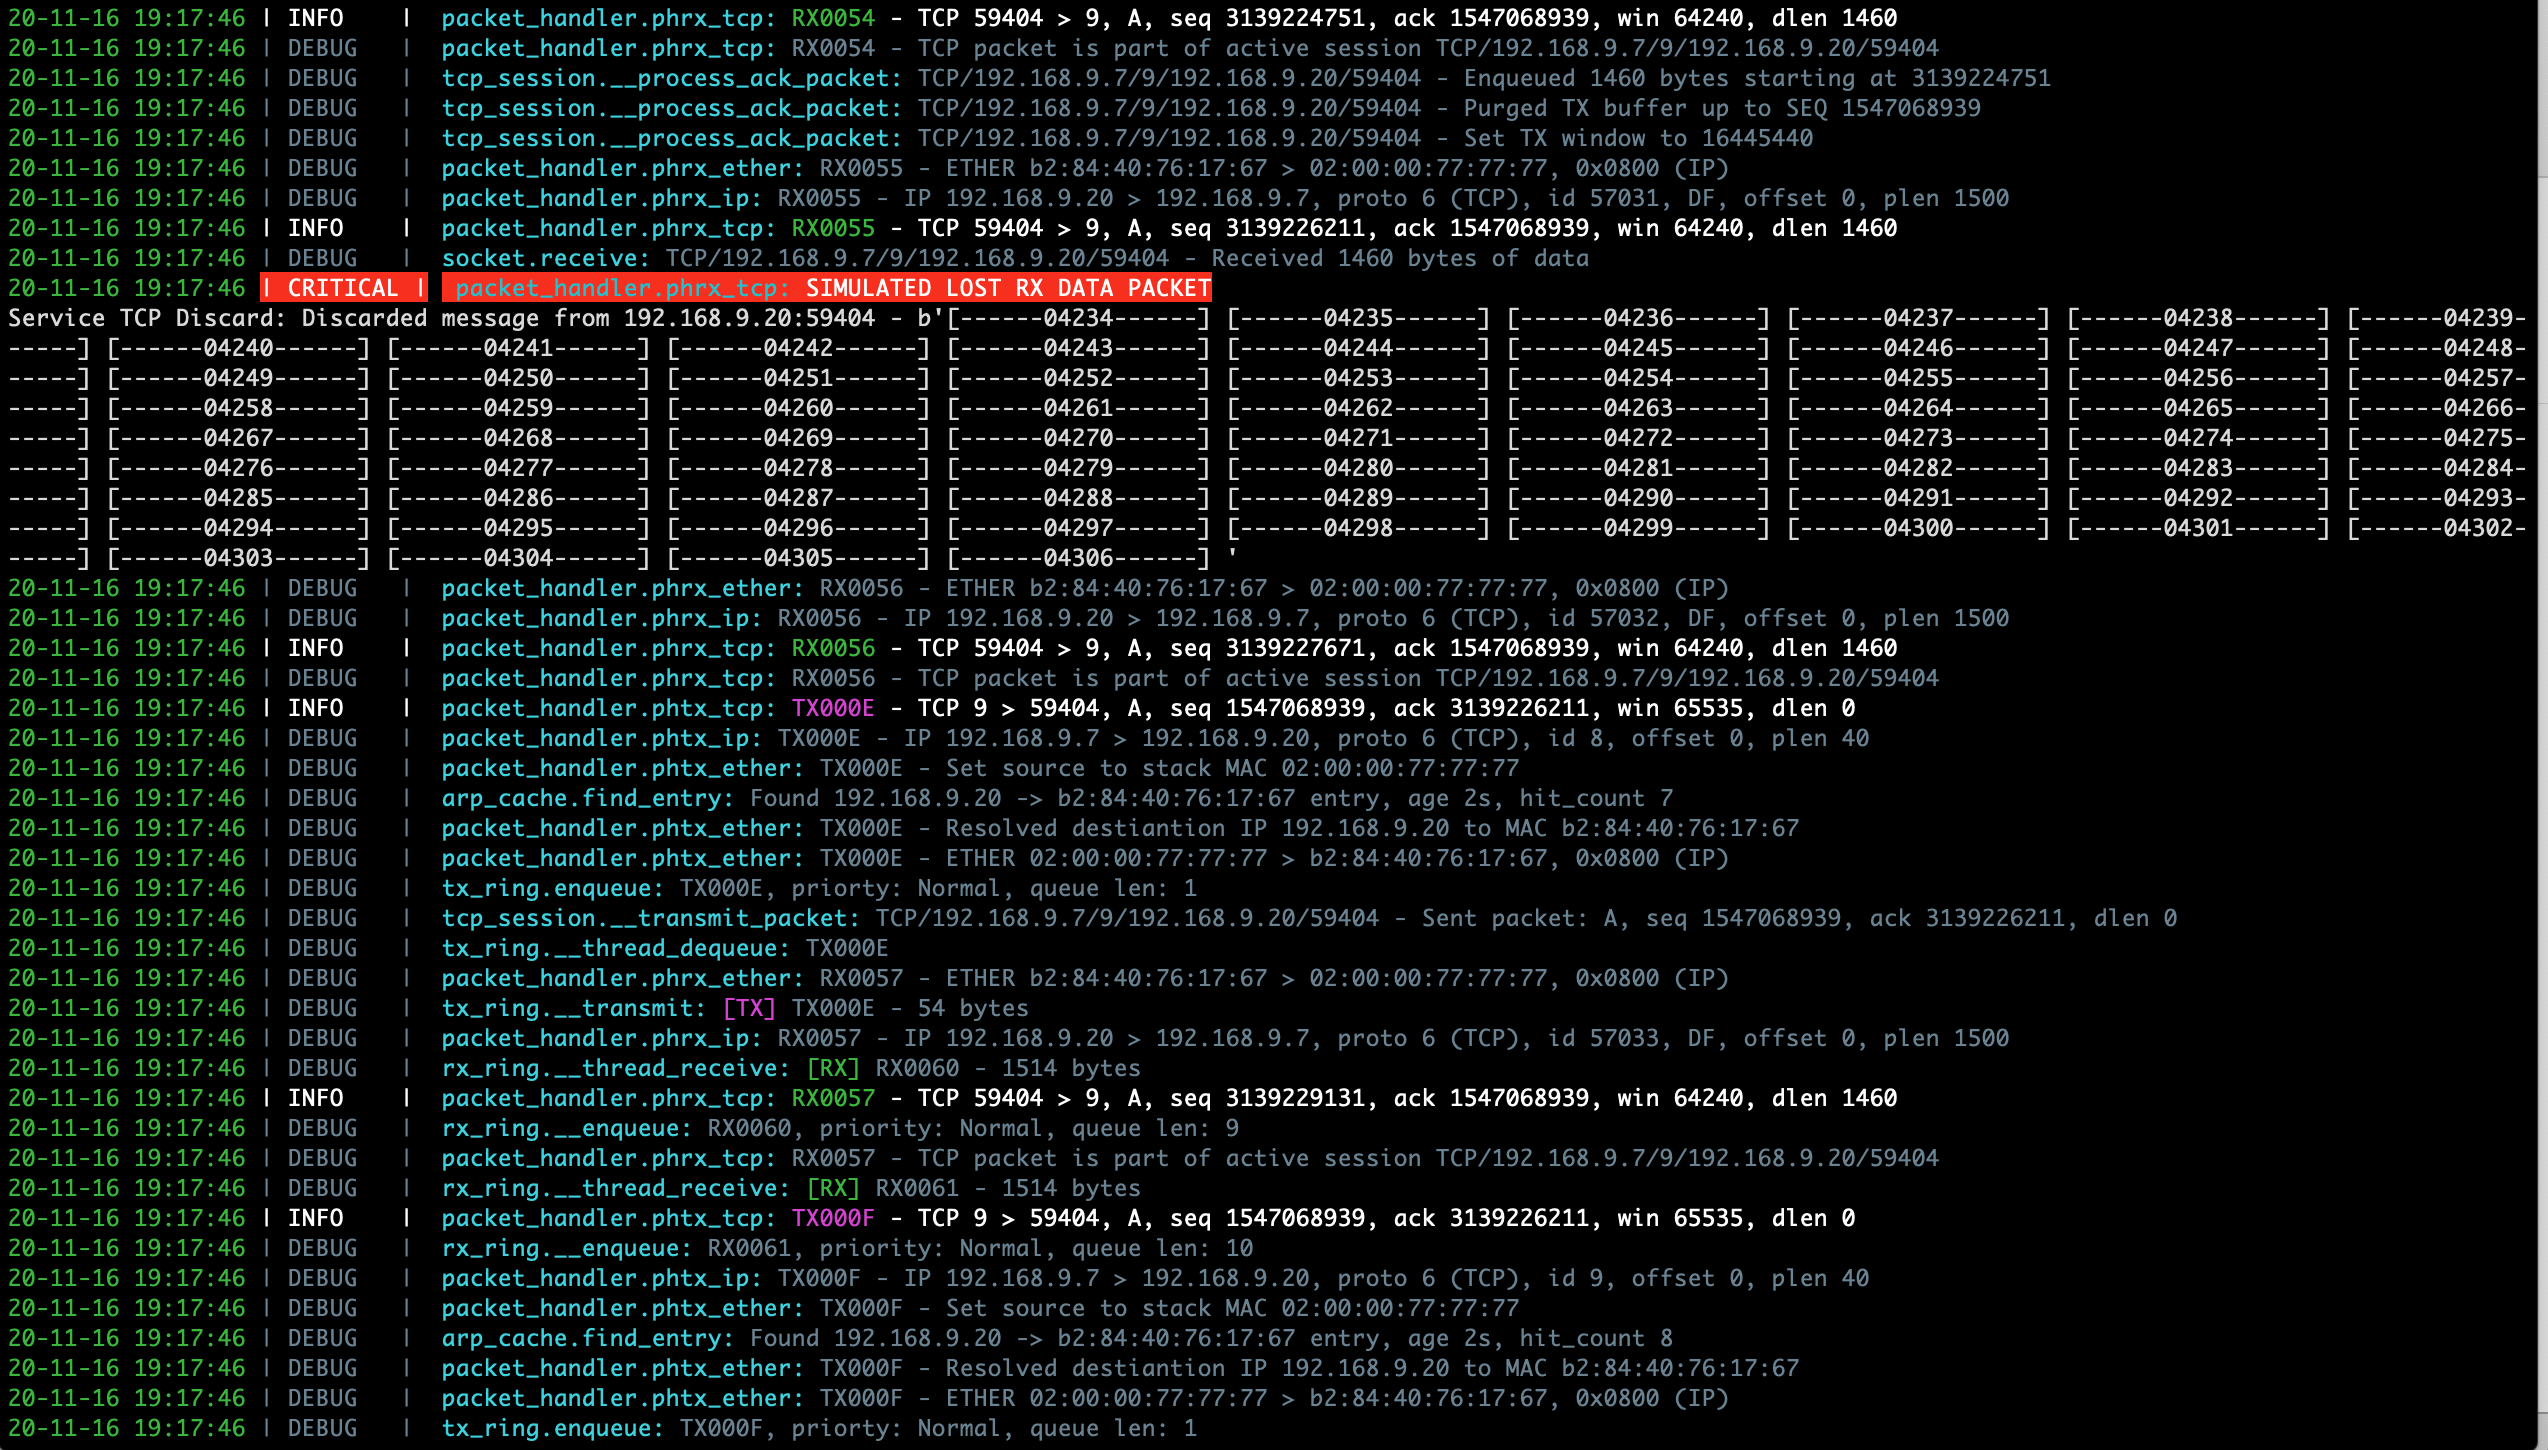 20-11-16 19:17:46 | INFO     |  packet_handler.phrx_tcp: RX0054 - TCP 59404 > 9, A, seq 3139224751, ack 1547068939, win 64240, dlen 1460
20-11-16 19:17:46 | DEBUG    |  packet_handler.phrx_tcp: RX0054 - TCP packet is part of active session TCP/192.168.9.7/9/192.168.9.20/59404
20-11-16 19:17:46 | DEBUG    |  tcp_session.__process_ack_packet: TCP/192.168.9.7/9/192.168.9.20/59404 - Enqueued 1460 bytes starting at 3139224751
20-11-16 19:17:46 | DEBUG    |  tcp_session.__process_ack_packet: TCP/192.168.9.7/9/192.168.9.20/59404 - Purged TX buffer up to SEQ 1547068939
20-11-16 19:17:46 | DEBUG    |  tcp_session.__process_ack_packet: TCP/192.168.9.7/9/192.168.9.20/59404 - Set TX window to 16445440
20-11-16 19:17:46 | DEBUG    |  packet_handler.phrx_ether: RX0055 - ETHER b2:84:40:76:17:67 > 02:00:00:77:77:77, 0x0800 (IP)
20-11-16 19:17:46 | DEBUG    |  packet_handler.phrx_ip: RX0055 - IP 192.168.9.20 > 192.168.9.7, proto 6 (TCP), id 57031, DF, offset 0, plen 1500
20-11-16 19:17:46 | INFO     |  packet_handler.phrx_tcp: RX0055 - TCP 59404 > 9, A, seq 3139226211, ack 1547068939, win 64240, dlen 1460
20-11-16 19:17:46 | DEBUG    |  socket.receive: TCP/192.168.9.7/9/192.168.9.20/59404 - Received 1460 bytes of data
20-11-16 19:17:46 | CRITICAL |  packet_handler.phrx_tcp: SIMULATED LOST RX DATA PACKET
Service TCP Discard: Discarded message from 192.168.9.20:59404 - b'[------04234------] [------04235------] [------04236------] [------04237------] [------04238------] [------04239-
-----] [------04240------] [------04241------] [------04242------] [------04243------] [------04244------] [------04245------] [------04246------] [------04247------] [------04248-
-----] [------04249------] [------04250------] [------04251------] [------04252------] [------04253------] [------04254------] [------04255------] [------04256------] [------04257-
-----] [------04258------] [------04259------] [------04260------] [------04261------] [------04262------] [------04263------] [------04264------] [------04265------] [------04266-
-----] [------04267------] [------04268------] [------04269------] [------04270------] [------04271------] [------04272------] [------04273------] [------04274------] [------04275-
-----] [------04276------] [------04277------] [------04278------] [------04279------] [------04280------] [------04281------] [------04282------] [------04283------] [------04284-
-----] [------04285------] [------04286------] [------04287------] [------04288------] [------04289------] [------04290------] [------04291------] [------04292------] [------04293-
-----] [------04294------] [------04295------] [------04296------] [------04297------] [------04298------] [------04299------] [------04300------] [------04301------] [------04302-
-----] [------04303------] [------04304------] [------04305------] [------04306------] '
20-11-16 19:17:46 | DEBUG    |  packet_handler.phrx_ether: RX0056 - ETHER b2:84:40:76:17:67 > 02:00:00:77:77:77, 0x0800 (IP)
20-11-16 19:17:46 | DEBUG    |  packet_handler.phrx_ip: RX0056 - IP 192.168.9.20 > 192.168.9.7, proto 6 (TCP), id 57032, DF, offset 0, plen 1500
20-11-16 19:17:46 | INFO     |  packet_handler.phrx_tcp: RX0056 - TCP 59404 > 9, A, seq 3139227671, ack 1547068939, win 64240, dlen 1460
20-11-16 19:17:46 | DEBUG    |  packet_handler.phrx_tcp: RX0056 - TCP packet is part of active session TCP/192.168.9.7/9/192.168.9.20/59404
20-11-16 19:17:46 | INFO     |  packet_handler.phtx_tcp: TX000E - TCP 9 > 59404, A, seq 1547068939, ack 3139226211, win 65535, dlen 0
20-11-16 19:17:46 | DEBUG    |  packet_handler.phtx_ip: TX000E - IP 192.168.9.7 > 192.168.9.20, proto 6 (TCP), id 8, offset 0, plen 40
20-11-16 19:17:46 | DEBUG    |  packet_handler.phtx_ether: TX000E - Set source to stack MAC 02:00:00:77:77:77
20-11-16 19:17:46 | DEBUG    |  arp_cache.find_entry: Found 192.168.9.20 -> b2:84:40:76:17:67 entry, age 2s, hit_count 7
20-11-16 19:17:46 | DEBUG    |  packet_handler.phtx_ether: TX000E - Resolved destiantion IP 192.168.9.20 to MAC b2:84:40:76:17:67
20-11-16 19:17:46 | DEBUG    |  packet_handler.phtx_ether: TX000E - ETHER 02:00:00:77:77:77 > b2:84:40:76:17:67, 0x0800 (IP)
20-11-16 19:17:46 | DEBUG    |  tx_ring.enqueue: TX000E, priorty: Normal, queue len: 1
20-11-16 19:17:46 | DEBUG    |  tcp_session.__transmit_packet: TCP/192.168.9.7/9/192.168.9.20/59404 - Sent packet: A, seq 1547068939, ack 3139226211, dlen 0
20-11-16 19:17:46 | DEBUG    |  tx_ring.__thread_dequeue: TX000E
20-11-16 19:17:46 | DEBUG    |  packet_handler.phrx_ether: RX0057 - ETHER b2:84:40:76:17:67 > 02:00:00:77:77:77, 0x0800 (IP)
20-11-16 19:17:46 | DEBUG    |  tx_ring.__transmit: [TX] TX000E - 54 bytes
20-11-16 19:17:46 | DEBUG    |  packet_handler.phrx_ip: RX0057 - IP 192.168.9.20 > 192.168.9.7, proto 6 (TCP), id 57033, DF, offset 0, plen 1500
20-11-16 19:17:46 | DEBUG    |  rx_ring.__thread_receive: [RX] RX0060 - 1514 bytes
20-11-16 19:17:46 | INFO     |  packet_handler.phrx_tcp: RX0057 - TCP 59404 > 9, A, seq 3139229131, ack 1547068939, win 64240, dlen 1460
20-11-16 19:17:46 | DEBUG    |  rx_ring.__enqueue: RX0060, priority: Normal, queue len: 9
20-11-16 19:17:46 | DEBUG    |  packet_handler.phrx_tcp: RX0057 - TCP packet is part of active session TCP/192.168.9.7/9/192.168.9.20/59404
20-11-16 19:17:46 | DEBUG    |  rx_ring.__thread_receive: [RX] RX0061 - 1514 bytes
20-11-16 19:17:46 | INFO     |  packet_handler.phtx_tcp: TX000F - TCP 9 > 59404, A, seq 1547068939, ack 3139226211, win 65535, dlen 0
20-11-16 19:17:46 | DEBUG    |  rx_ring.__enqueue: RX0061, priority: Normal, queue len: 10
20-11-16 19:17:46 | DEBUG    |  packet_handler.phtx_ip: TX000F - IP 192.168.9.7 > 192.168.9.20, proto 6 (TCP), id 9, offset 0, plen 40
20-11-16 19:17:46 | DEBUG    |  packet_handler.phtx_ether: TX000F - Set source to stack MAC 02:00:00:77:77:77
20-11-16 19:17:46 | DEBUG    |  arp_cache.find_entry: Found 192.168.9.20 -> b2:84:40:76:17:67 entry, age 2s, hit_count 8
20-11-16 19:17:46 | DEBUG    |  packet_handler.phtx_ether: TX000F - Resolved destiantion IP 192.168.9.20 to MAC b2:84:40:76:17:67
20-11-16 19:17:46 | DEBUG    |  packet_handler.phtx_ether: TX000F - ETHER 02:00:00:77:77:77 > b2:84:40:76:17:67, 0x0800 (IP)
20-11-16 19:17:46 | DEBUG    |  tx_ring.enqueue: TX000F, priorty: Normal, queue len: 1